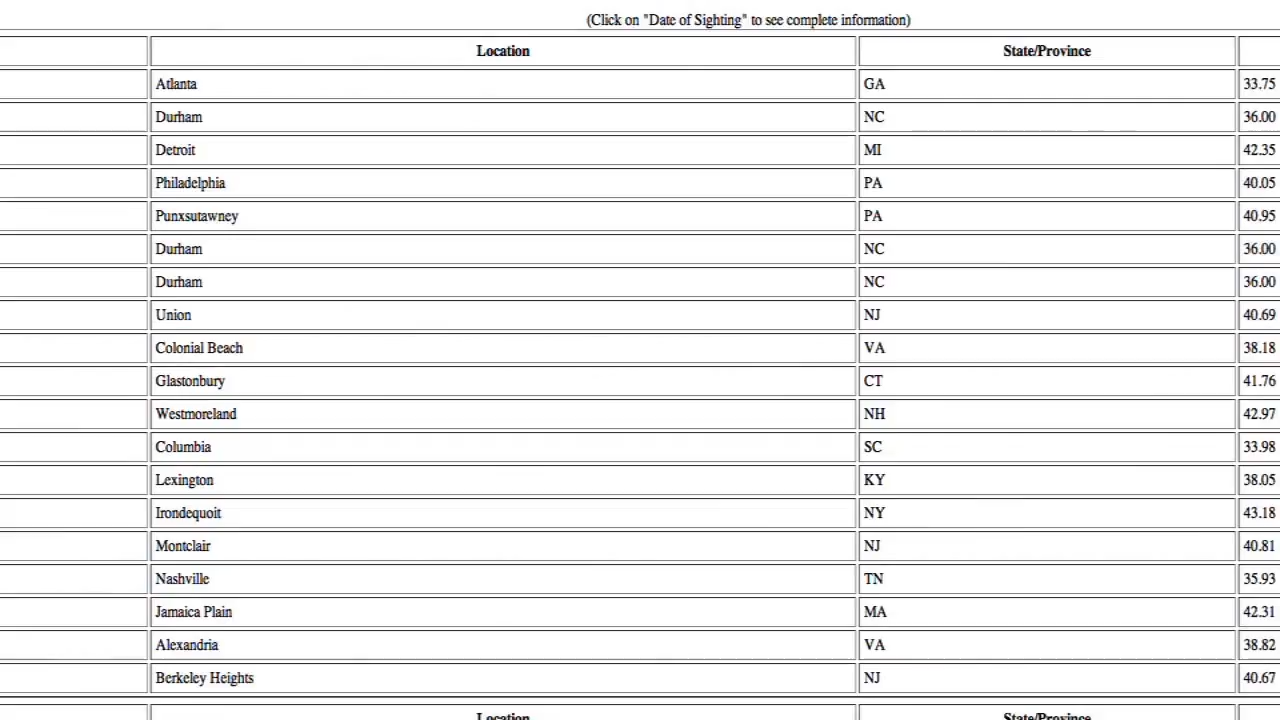 (Click on "Date of Sighting" to see complete information)
Location State/Province
Atlanta GA 33.75
Durham NC 36.00
Detroit MI 42.35
Philadelphia PA 40.05
Punxsutawney PA 40.95
Durham NC 36.00
Durham NC 36.00
Union NJ 40.69
Colonial Beach VA 38.18
Glastonbury CT 41.76
Westmoreland NH 42.97
Columbia SC 33.98
Lexington KY 38.05
Irondequoit NY 43.18
Montclair NJ 40.81
Nashville TN 35.93
Jamaica Plain MA 42.31
Alexandria VA 38.82
Berkeley Heights NJ 40.67
Location State/Province